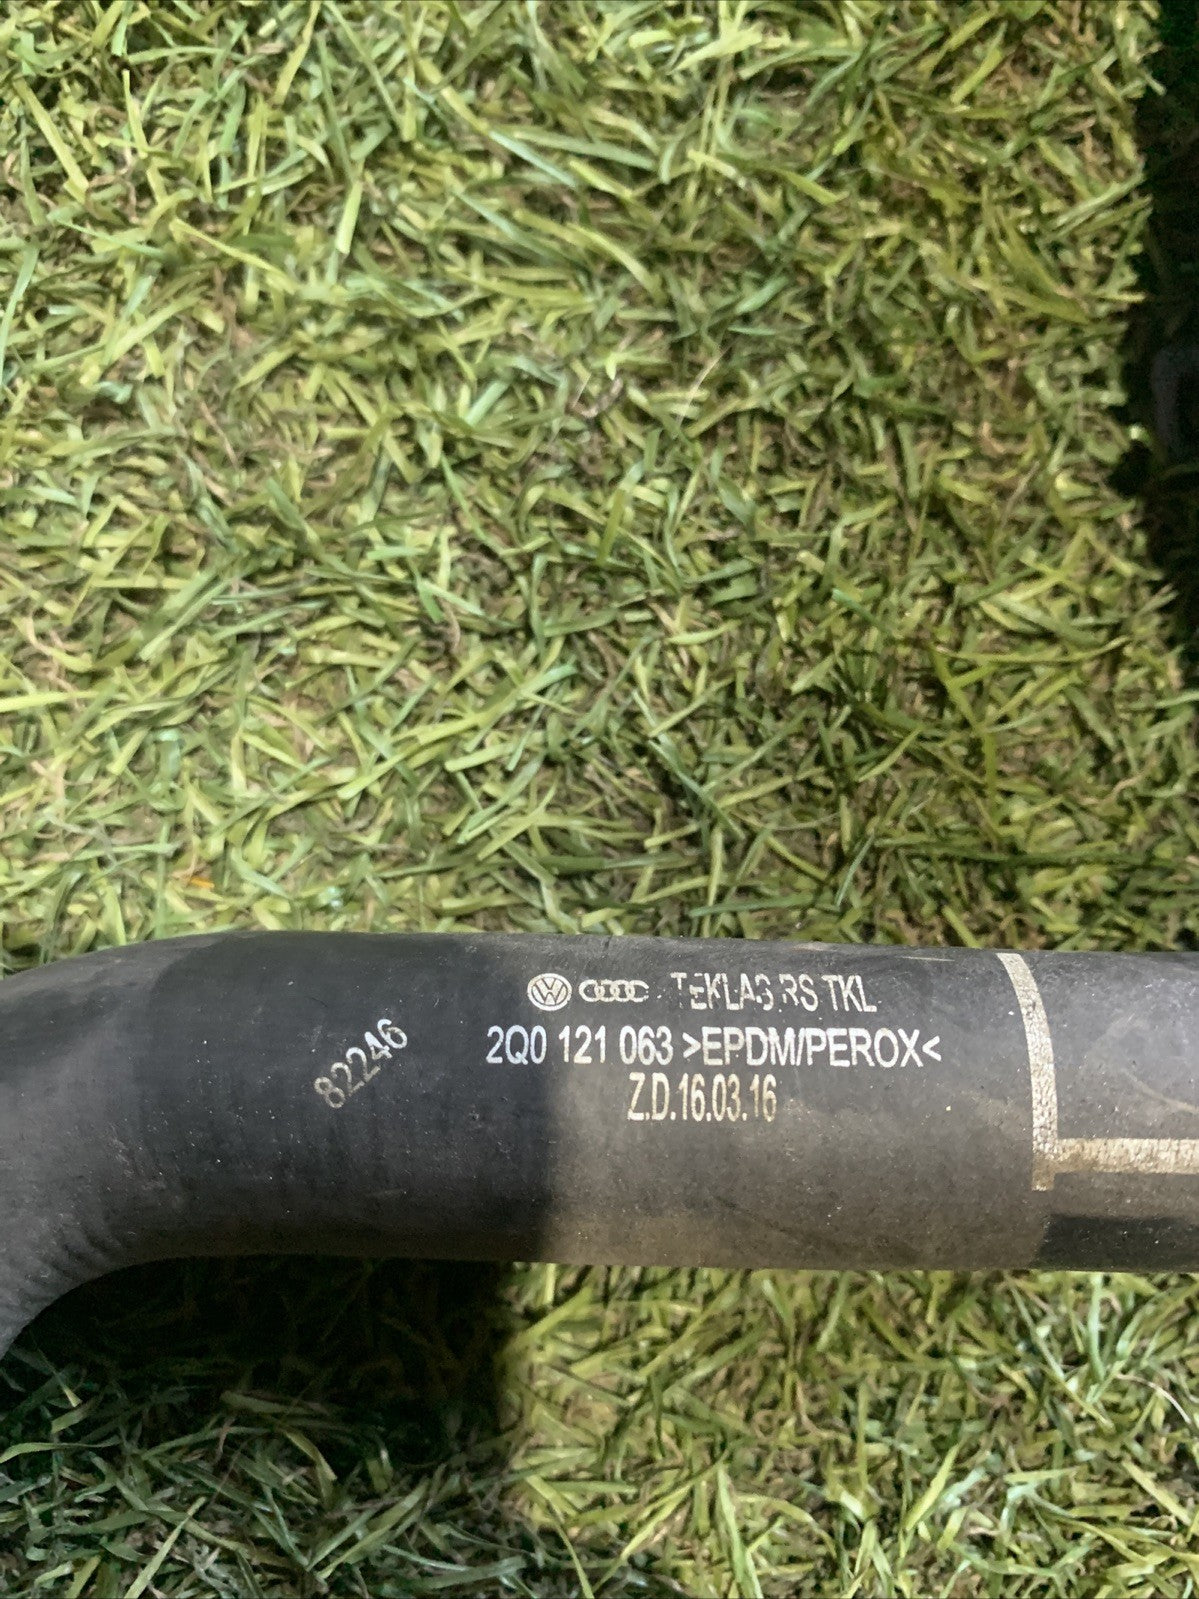 TEKLAS RS TKL
2Q0 121 063 >EPDM/PEROX<
Z.D.16.03.16
82246